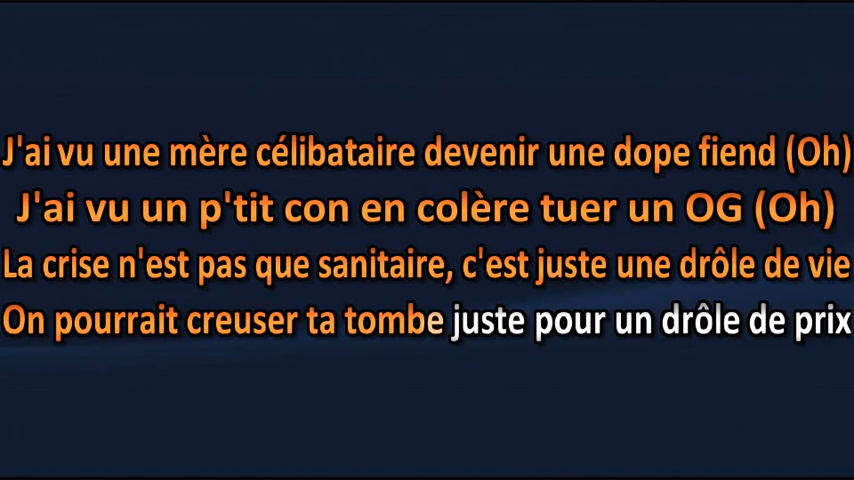 J'ai vu une mère célibataire devenir une dope fiend (Oh)
J'ai vu un p'tit con en colère tuer un OG (Oh)
La crise n'est pas que sanitaire, c'est juste une drôle de vie
On pourrait creuser ta tombe juste pour un drôle de prix